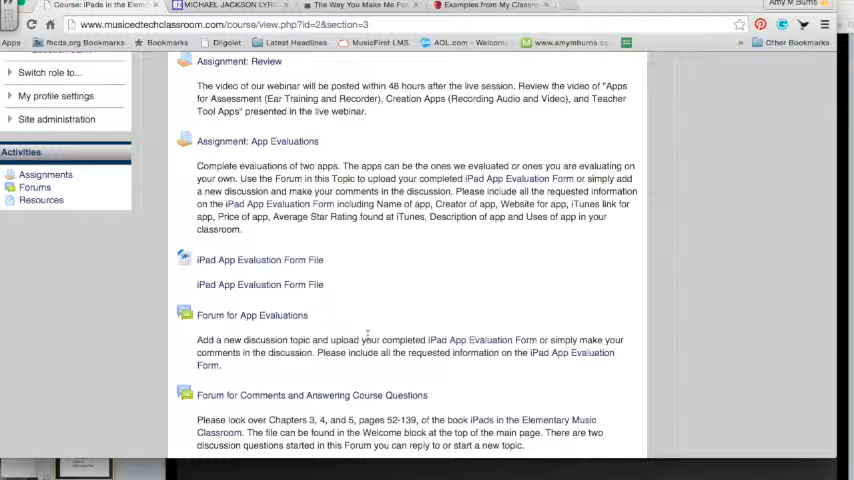 Course: iPads in the Elem
MICHAEL JACKSON LYR
The Way You Make Me Fe
Examples from My Classro
Amy M Burns
www.musicedtechclassroom.com/course/view.php?id=2&section=3
Apps
fhcds.org Bookmarks
Bookmarks
Diigolet
Latest Headlines
MusicFirst LMS
AOL.com - Welcome
www.amymburns.cc
»
Other Bookmarks
Switch role to...
My profile settings
Site administration
Activities
Assignments
Forums
Resources
Assignment: Review
The video of our webinar will be posted within 48 hours after the live session. Review the video of "Apps
for Assessment (Ear Training and Recorder), Creation Apps (Recording Audio and Video), and Teacher
Tool Apps" presented in the live webinar.
Assignment: App Evaluations
Complete evaluations of two apps. The apps can be the ones we evaluated or ones you are evaluating on
your own. Use the Forum in this Topic to upload your completed iPad App Evaluation Form or simply add
a new discussion and make your comments in the discussion. Please include all the requested information
on the iPad App Evaluation Form including Name of app, Creator of app, Website for app, iTunes link for
app, Price of app, Average Star Rating found at iTunes, Description of app and Uses of app in your
classroom.
iPad App Evaluation Form File
iPad App Evaluation Form File
Forum for App Evaluations
Add a new discussion topic and upload your completed iPad App Evaluation Form or simply make your
comments in the discussion. Please include all the requested information on the iPad App Evaluation
Form.
Forum for Comments and Answering Course Questions
Please look over Chapters 3, 4, and 5, pages 52-139, of the book iPads in the Elementary Music
Classroom. The file can be found in the Welcome block at the top of the main page. There are two
discussion questions started in this Forum you can reply to or start a new topic.